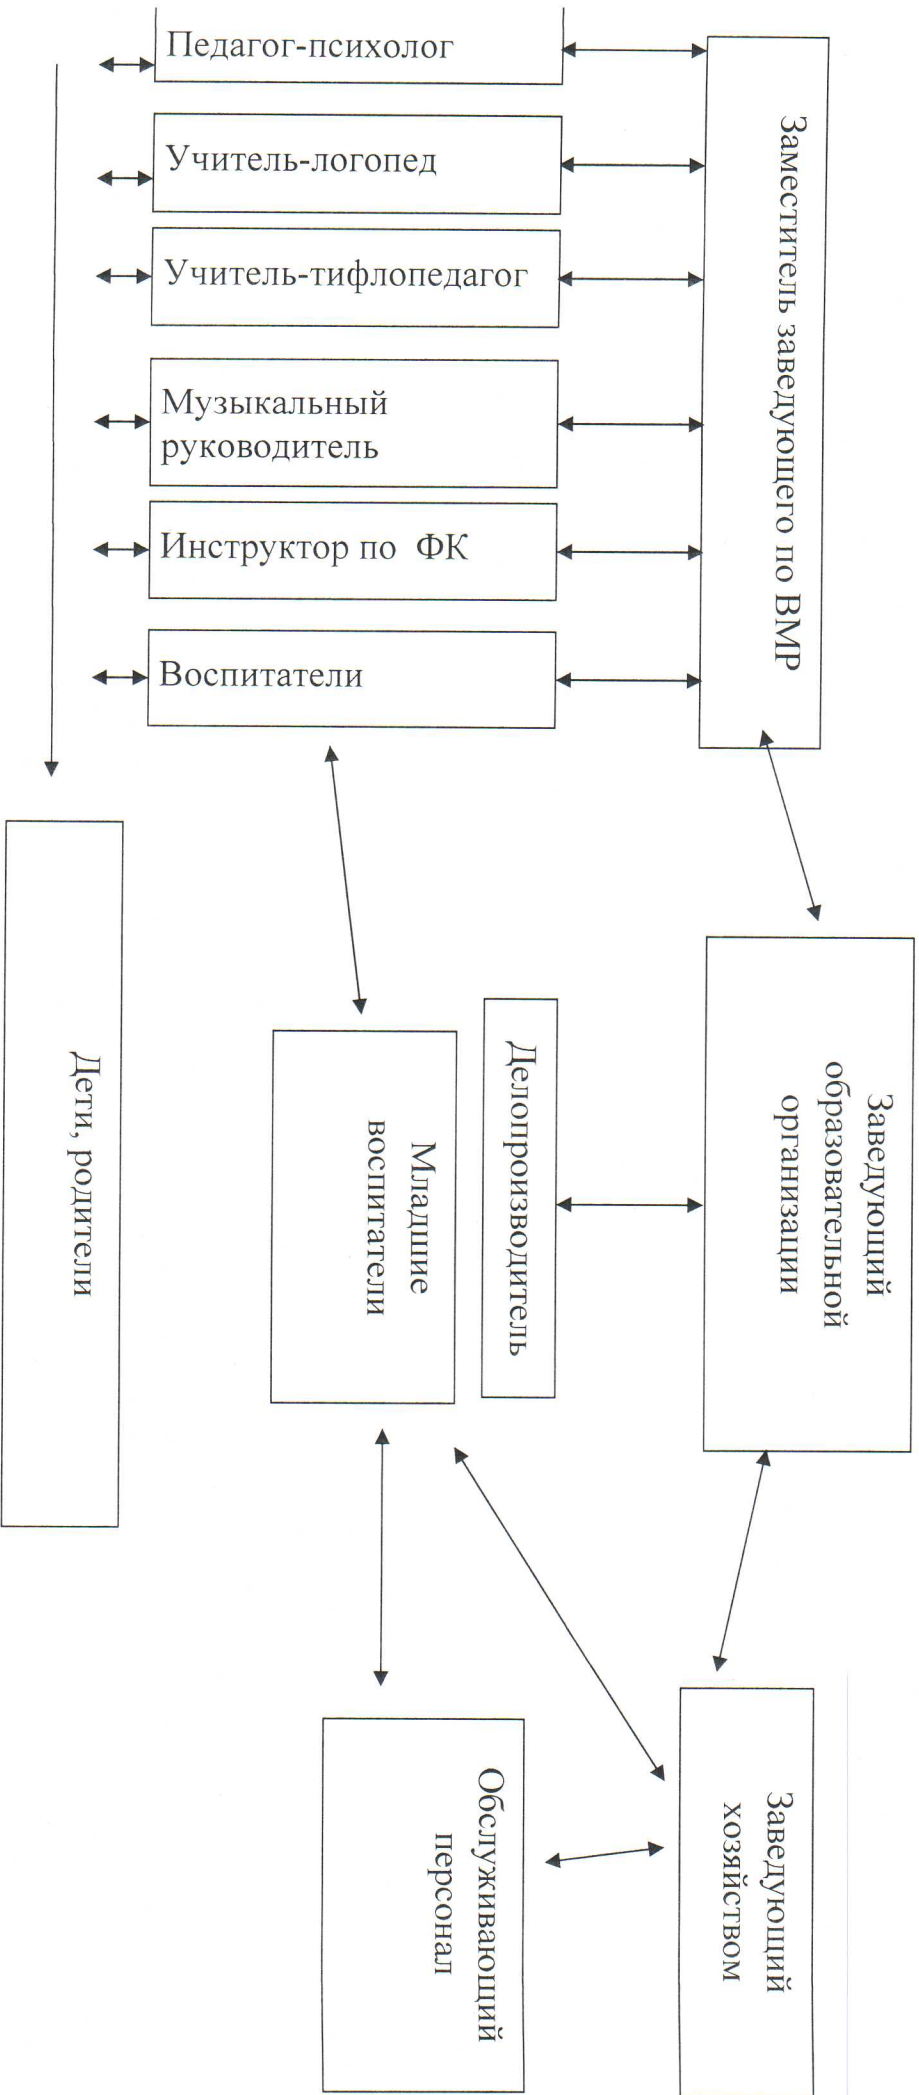 Заведующий
образовательной
организации
Заместитель заведующего по ВМР
Заведующий
хозяйством
Делопроизводитель
Педагог-психолог
Учитель-логопед
Учитель-тифлопедагог
Музыкальный
руководитель
Инструктор по ФК
Воспитатели
Младшие
воспитатели
Обслуживающий
персонал
Дети, родители